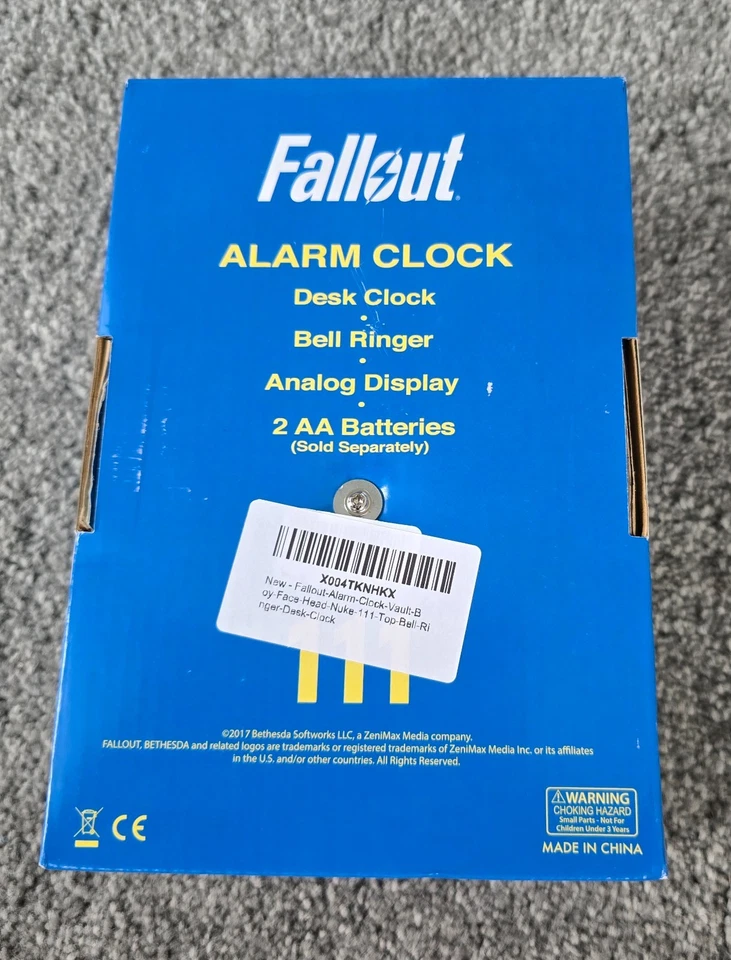 Fallout
ALARM CLOCK
Desk Clock
•
Bell Ringer
•
Analog Display
•
2 AA Batteries
(Sold Separately)
X004TKNHKX
New - Fallout-Alarm-Clock-Vault-B
oy-Face-Head-Nuke-111-Top-Bell-Ri
nger-Desk-Clock
111
©2017 Bethesda Softworks LLC, a ZeniMax Media company.
FALLOUT, BETHESDA and related logos are trademarks or registered trademarks of ZeniMax Media Inc. or its affiliates
in the U.S. and/or other countries. All Rights Reserved.
CE
⚠WARNING
CHOKING HAZARD
Small Parts - Not For
Children Under 3 Years
MADE IN CHINA